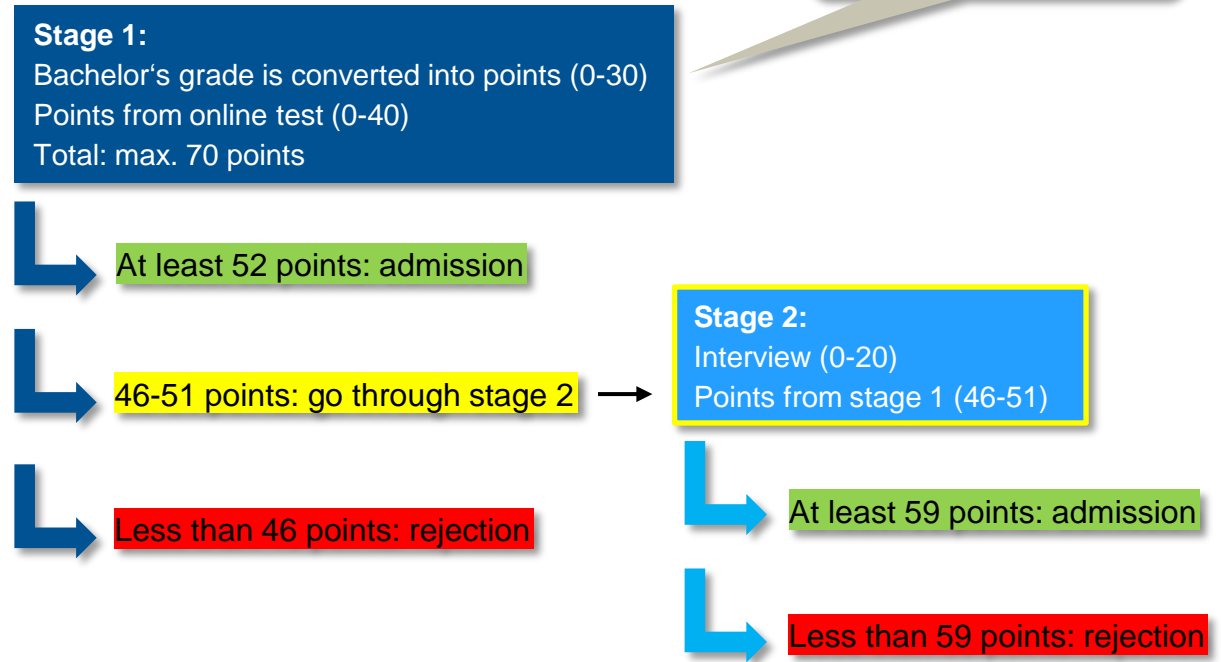 Stage 1:
Bachelor‘s grade is converted into points (0-30)
Points from online test (0-40)
Total: max. 70 points
At least 52 points: admission
46-51 points: go through stage 2
Less than 46 points: rejection
Stage 2:
Interview (0-20)
Points from stage 1 (46-51)
At least 59 points: admission
Less than 59 points: rejection